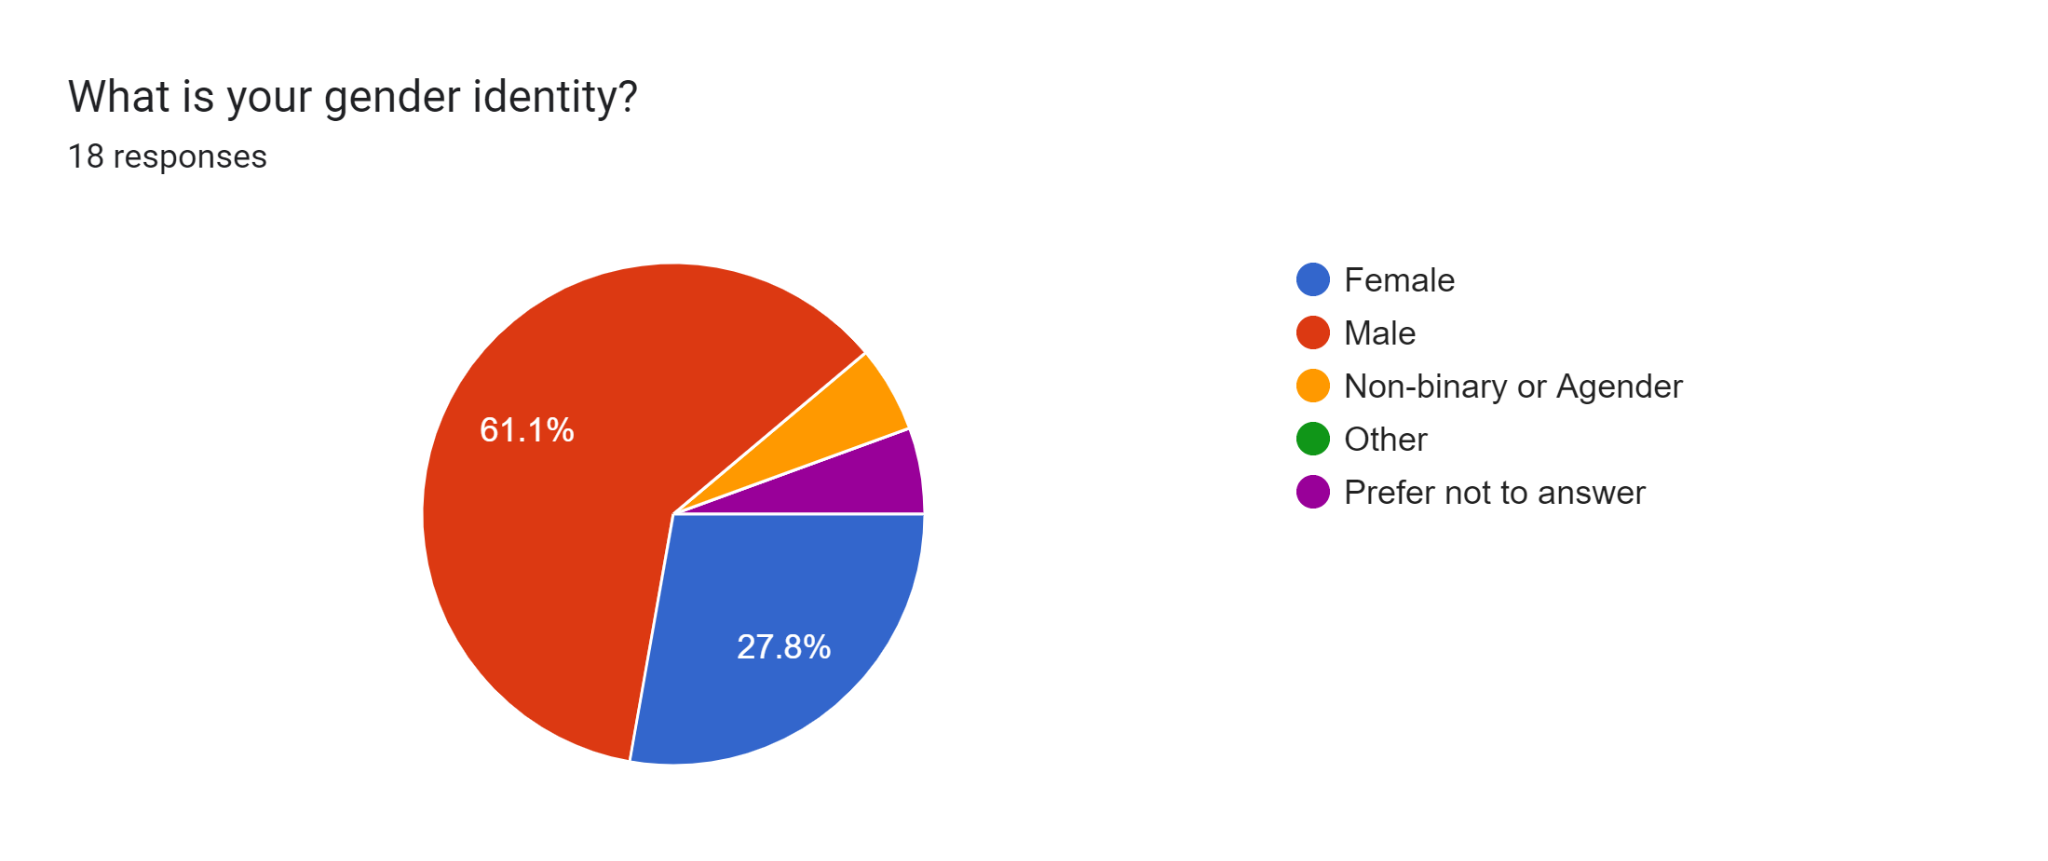 What is your gender identity?
18 responses
61.1%
27.8%
Female
Male
Non-binary or Agender
Other
Prefer not to answer